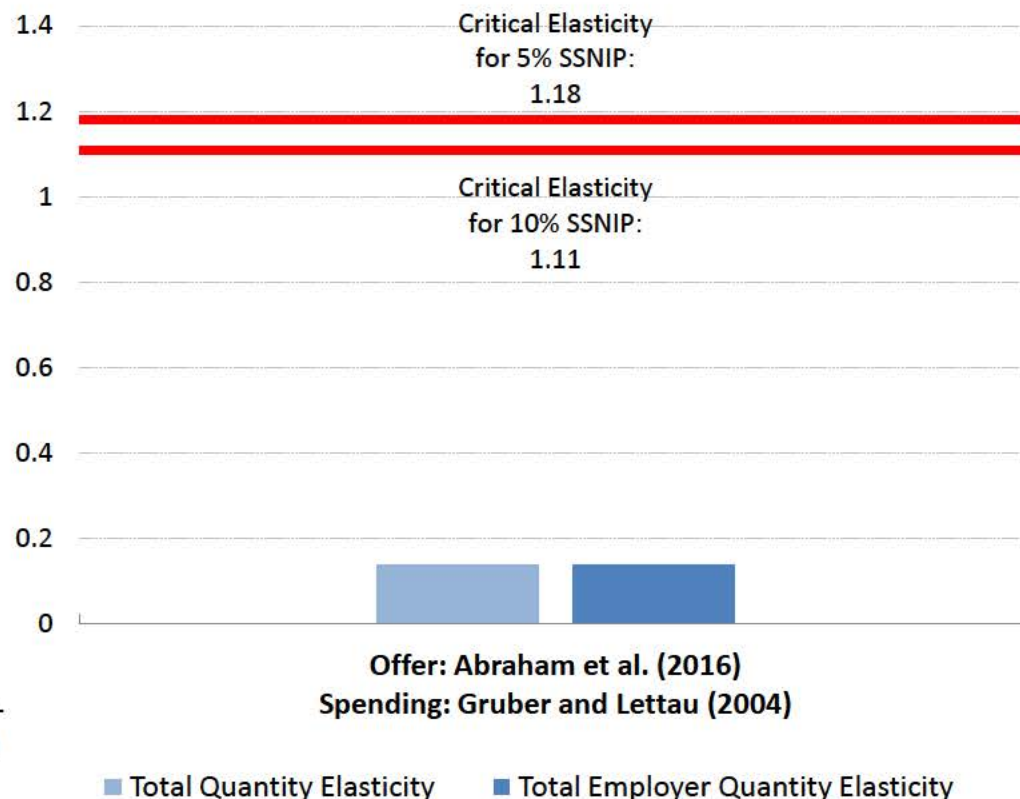 1.4
Critical Elasticity
for 5% SSNIP:
1.18
1.2
Critical Elasticity
for 10% SSNIP:
1.11
1
0.8
0.6
0.4
0.2
0
Offer: Abraham et al. (2016)
Spending: Gruber and Lettau (2004)
Total Quantity Elasticity
Total Employer Quantity Elasticity